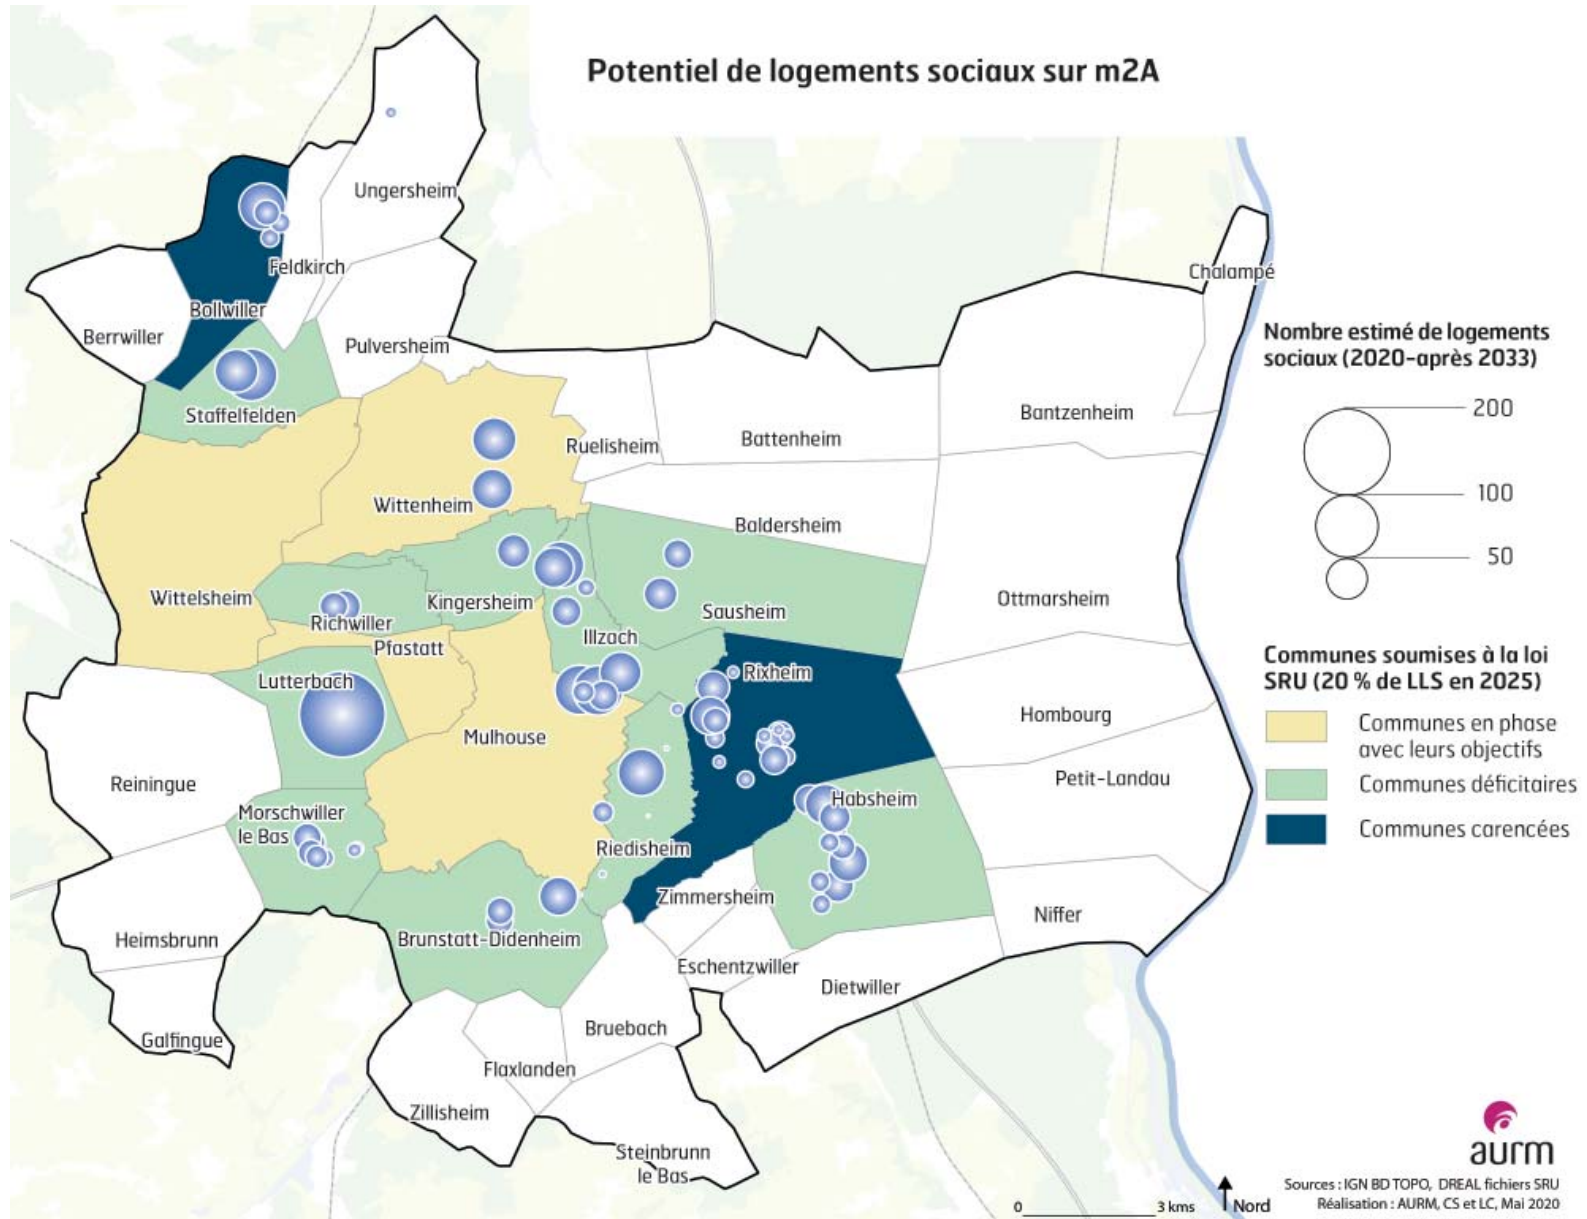 Potentiel de logements sociaux sur m2A
Ungersheim
Feldkirch
Bollwiller
Berrwiller
Pulversheim
Staffelfelden
Chalampé
Bantzenheim
Battenheim
Ruelisheim
Wittenheim
Baldersheim
Wittelsheim
Kingersheim
Richwiller
Sausheim
Ottmarsheim
Illzach
Pfastatt
Lutterbach
Rixheim
Hombourg
Mulhouse
Reiningue
Petit-Landau
Habsheim
Morschwiller
le Bas
Riedisheim
Zimmersheim
Niffer
Heimsbrunn
Brunstatt-Didenheim
Eschentzwiller
Dietwiller
Galfingue
Bruebach
Flaxlanden
Zillisheim
Steinbrunn
le Bas
Nombre estimé de logements
sociaux (2020-après 2033)
200
100
50
Communes soumises à la loi
SRU (20 % de LLS en 2025)
Communes en phase
avec leurs objectifs
Communes déficitaires
Communes carencées
aurm
0 3 kms Nord
Sources : IGN BD TOPO, DREAL fichiers SRU
Réalisation : AURM, CS et LC, Mai 2020